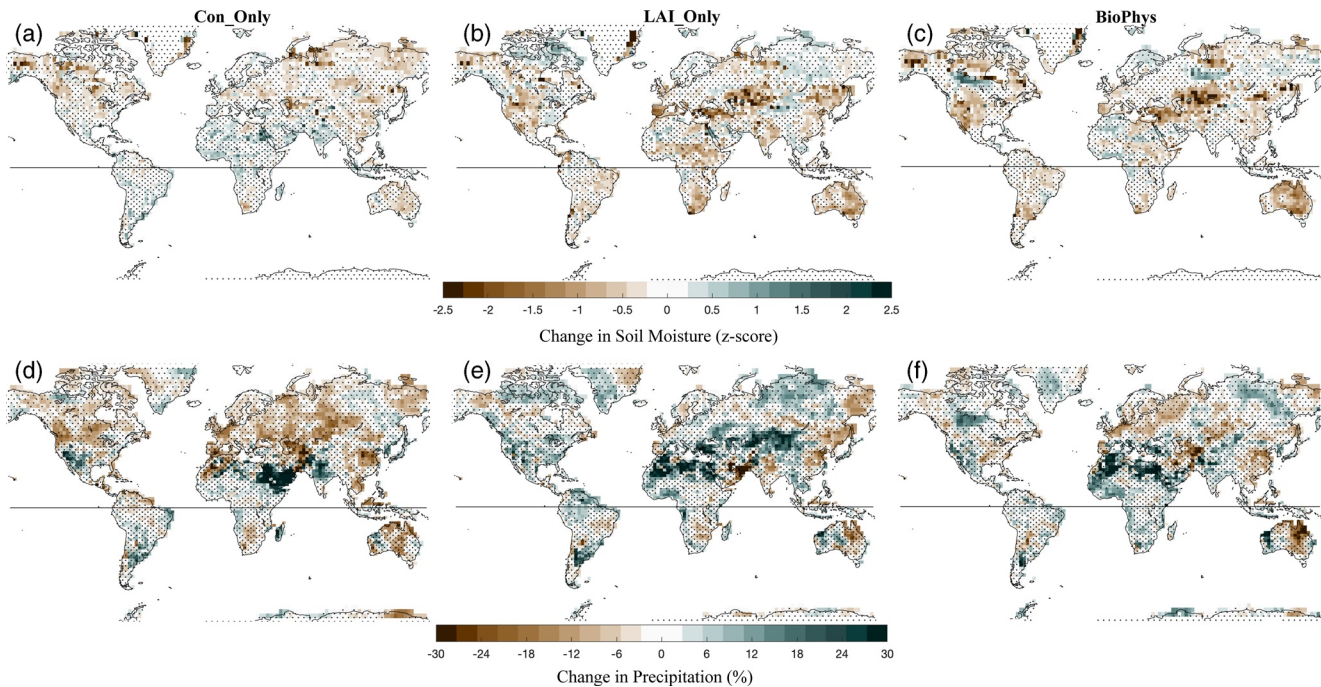 Con_Only LAI_Only BioPhys
(a) (b) (c)
-2.5 -2 -1.5 -1 -0.5 0 0.5 1 1.5 2 2.5
Change in Soil Moisture (z-score)
(d) (e) (f)
-30 -24 -18 -12 -6 0 6 12 18 24 30
Change in Precipitation (%)